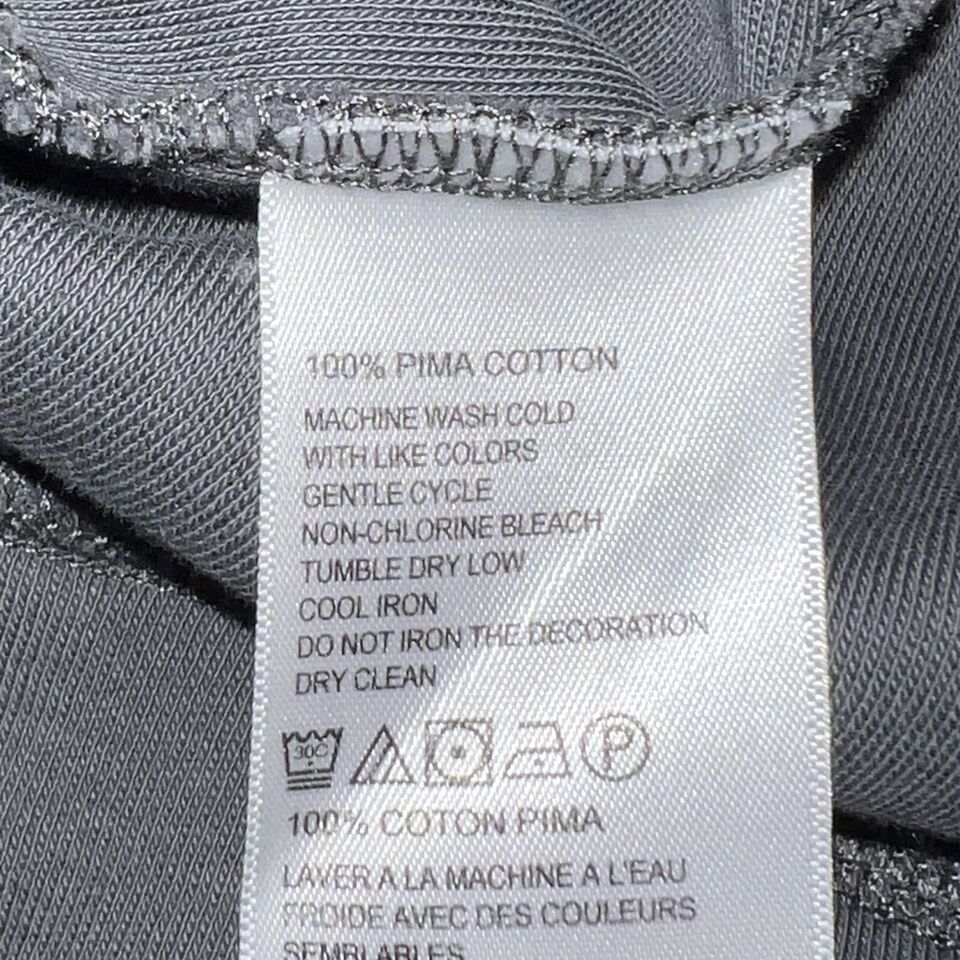 100% PIMA COTTON
MACHINE WASH COLD
WITH LIKE COLORS
GENTLE CYCLE
NON-CHLORINE BLEACH
TUMBLE DRY LOW
COOL IRON
DO NOT IRON THE DECORATION
DRY CLEAN
30C P
100% COTON PIMA
LAVER A LA MACHINE A L'EAU
FROIDE AVEC DES COULEURS
SEMBLABLES